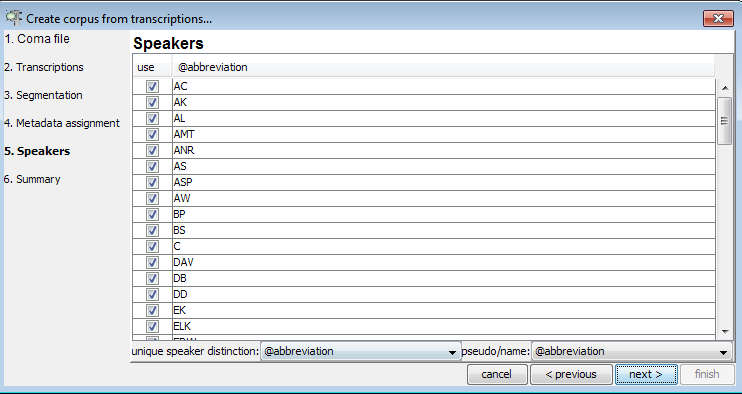 Create corpus from transcriptions...
1. Coma file
2. Transcriptions
3. Segmentation
4. Metadata assignment
5. Speakers
6. Summary
Speakers
use @abbreviation
AC
AK
AL
AMT
ANR
AS
ASP
AW
BP
BS
C
DAV
DB
DD
EK
ELK
unique speaker distinction: @abbreviation pseudo/name: @abbreviation
cancel < previous next > finish